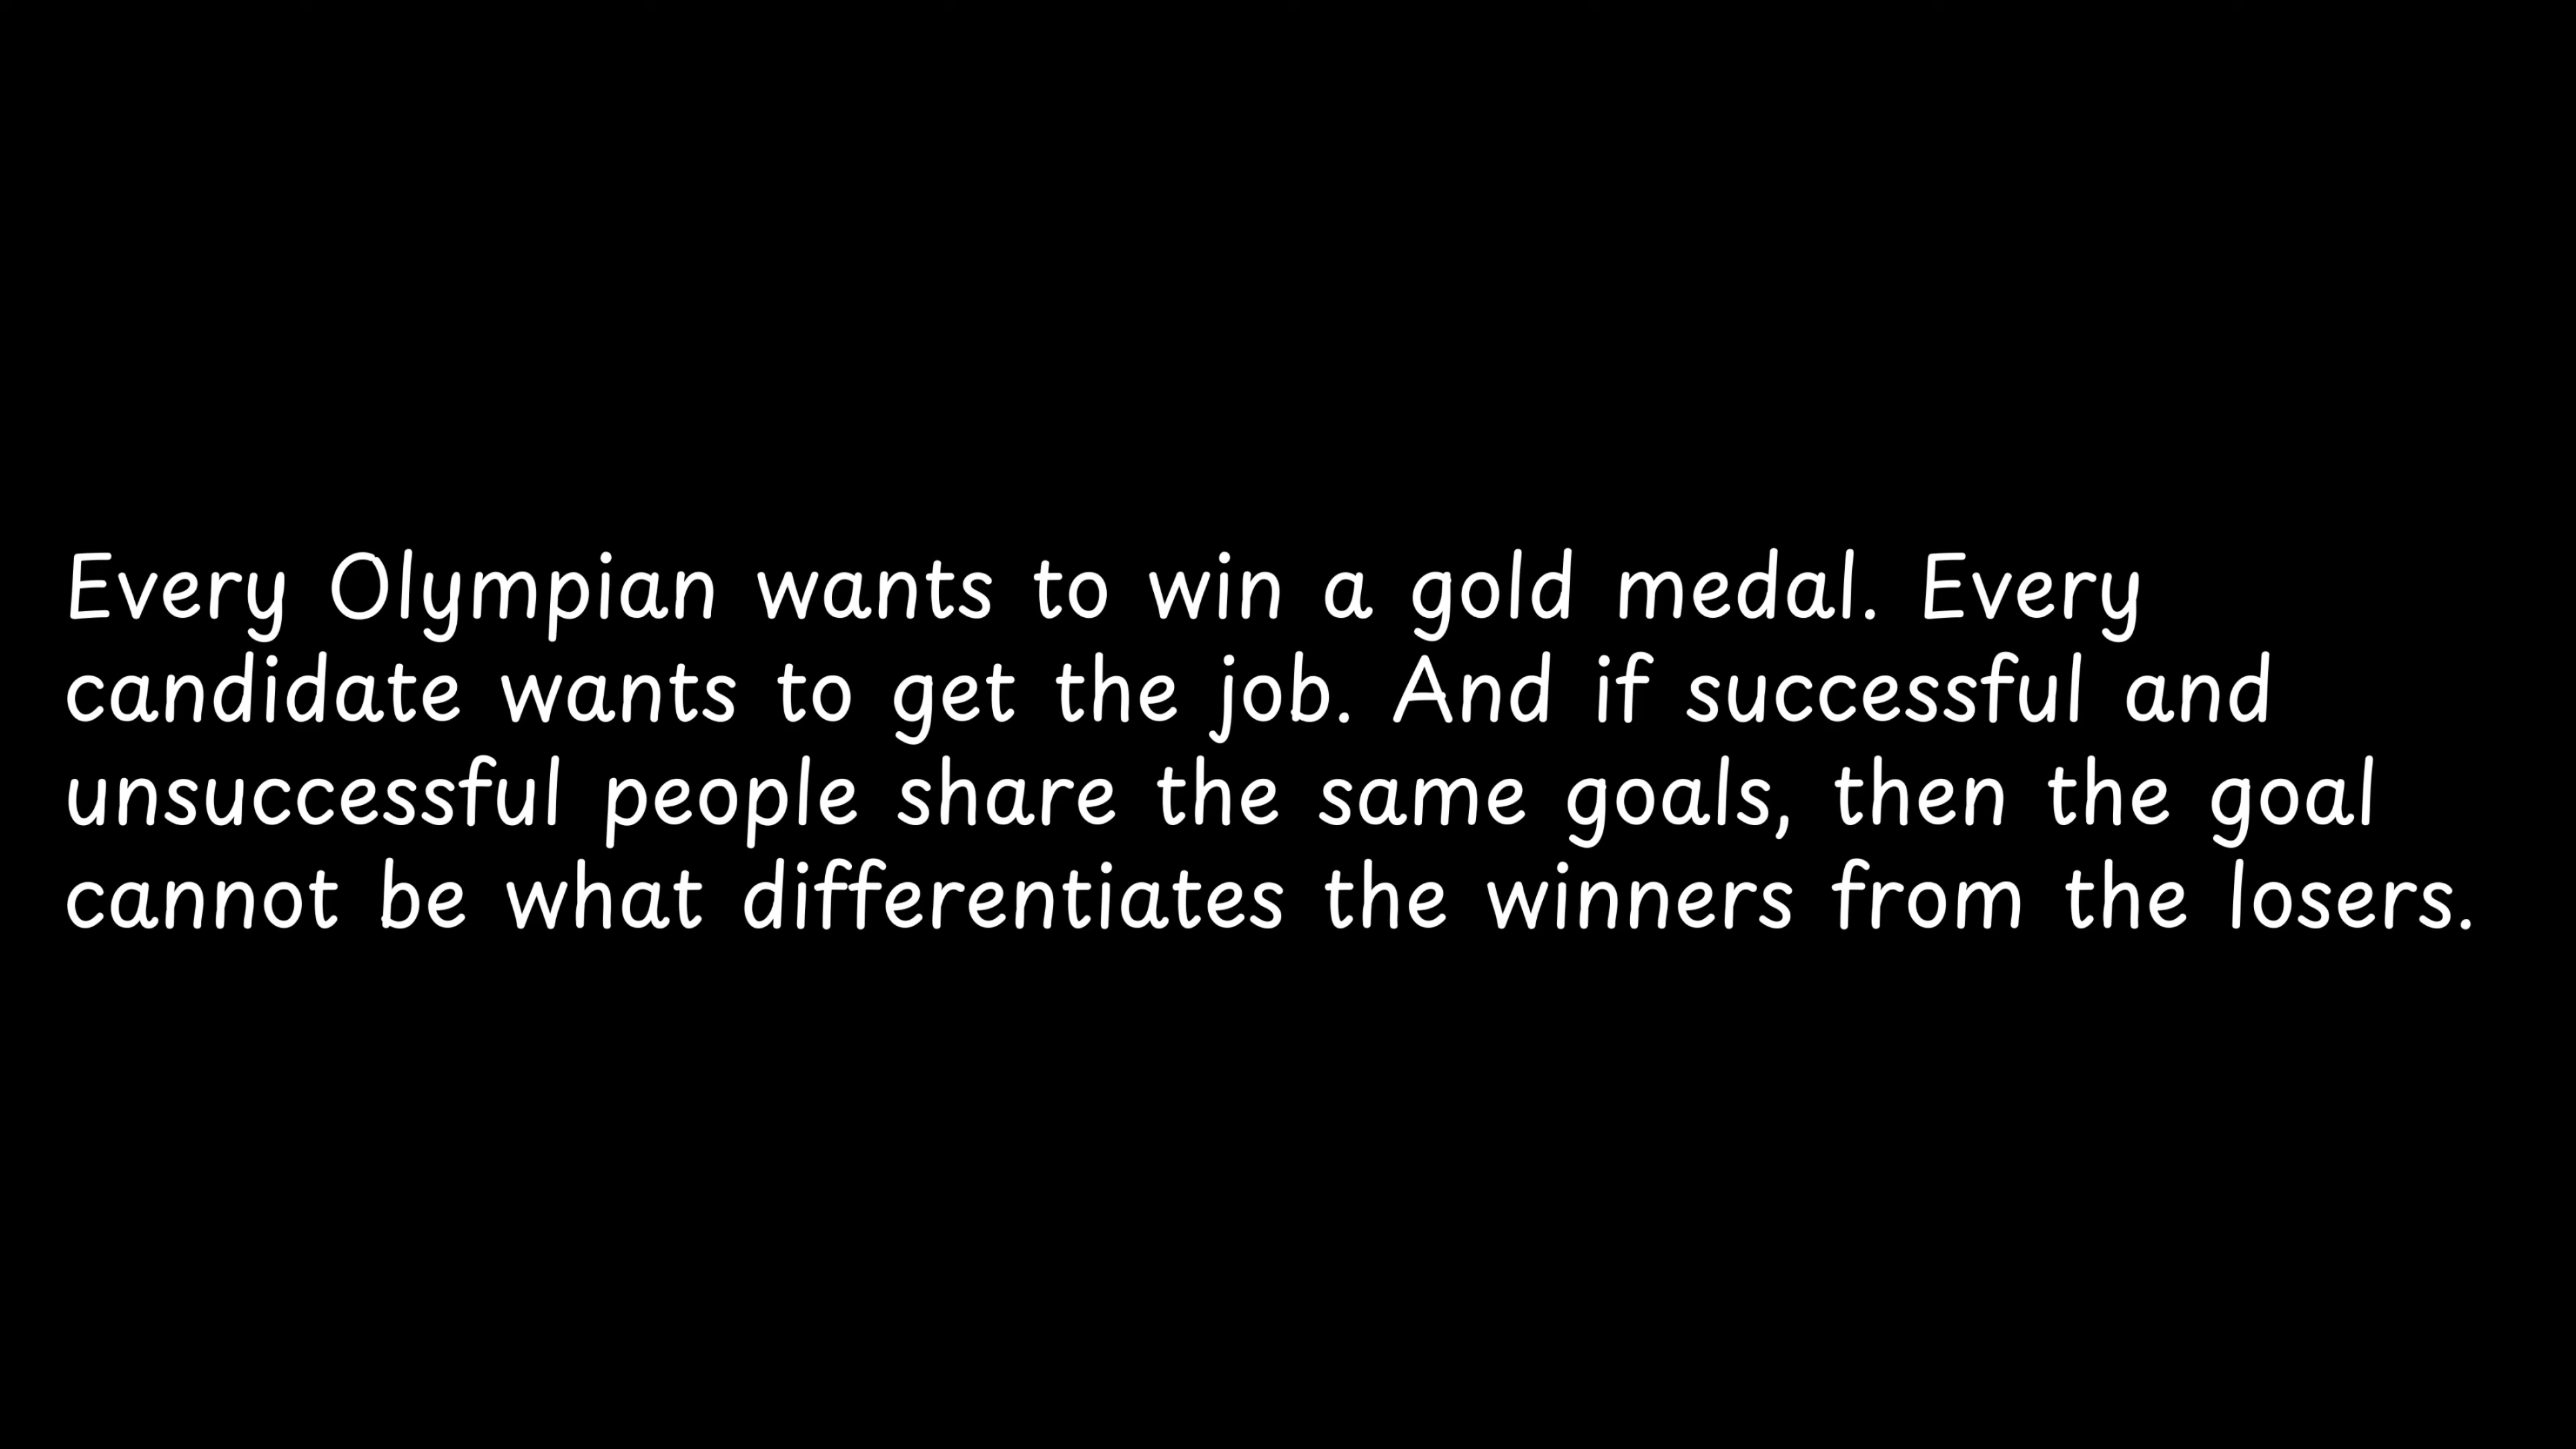 Every Olympian wants to win a gold medal. Every
candidate wants to get the job. And if successful and
unsuccessful people share the same goals, then the goal
cannot be what differentiates the winners from the losers.